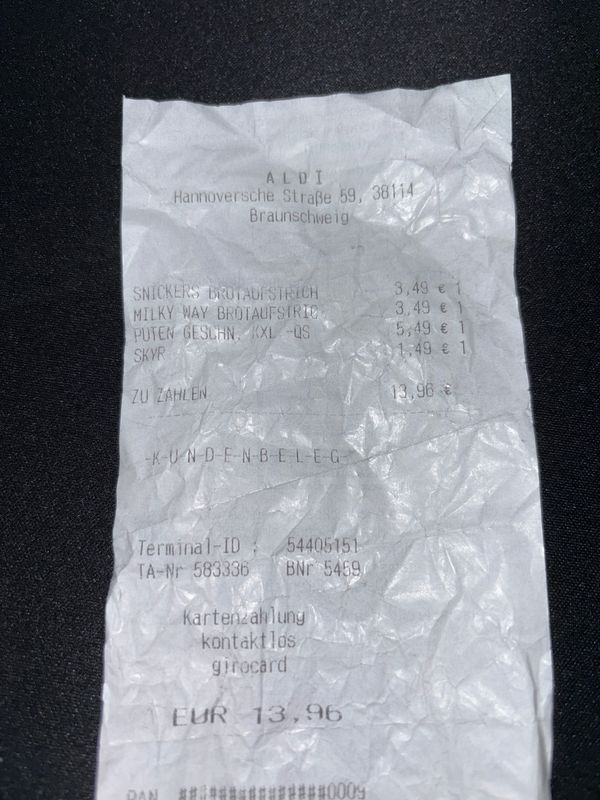 ALDI
Hannoversche Straße 59, 38114
Braunschweig
SNICKERS BROTAUFSTRICH 3,49 € 1
MILKY WAY BROTAUFSTRIC 3,49 € 1
PUTEN GESCHN. KXL -QS 5,49 € 1
SKYR 1,49 € 1
ZU ZAHLEN 13,96 €
-K-U-N-D-E-N-B-E-L-E-G-
Terminal-ID : 54405151
TA-Nr 583336 BNr 5459
Kartenzahlung
kontaktlos
girocard
EUR 13,96
PAN ###############0009